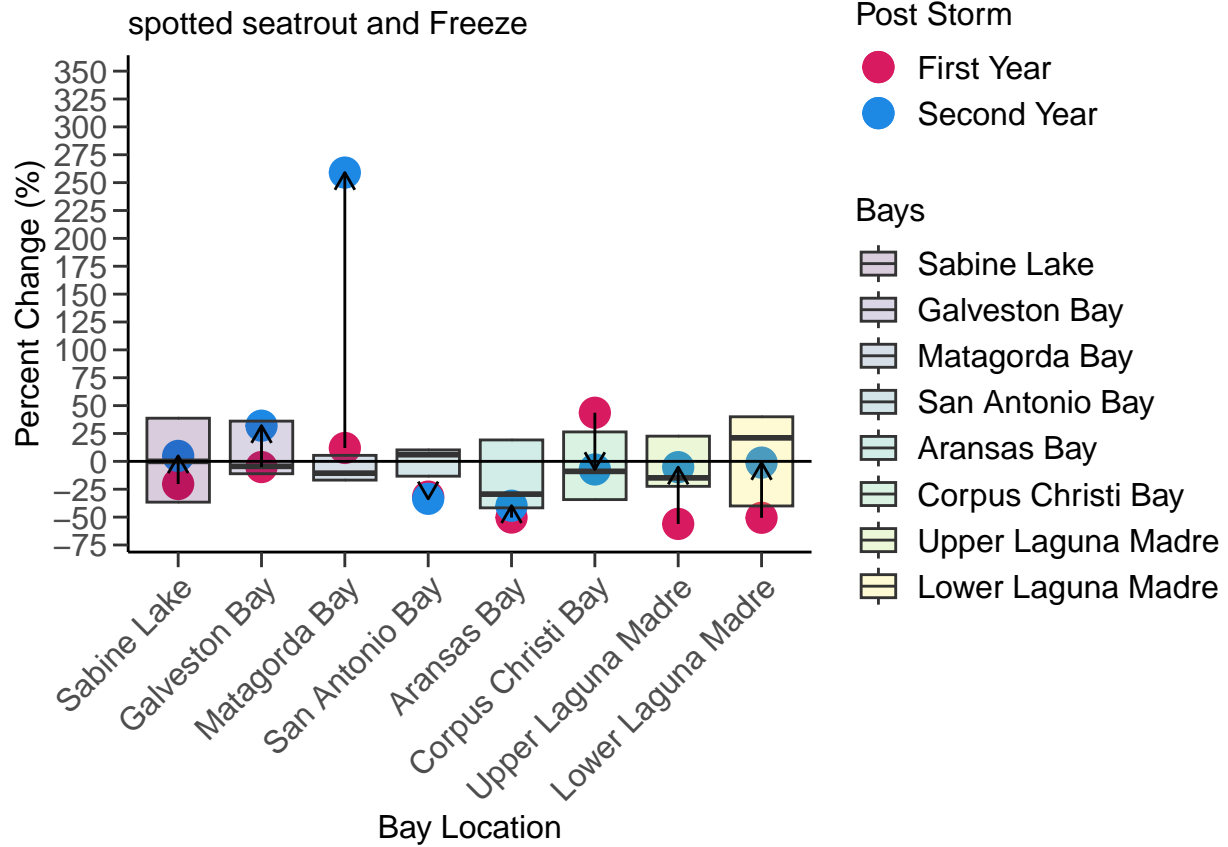 spotted seatrout and Freeze
Percent Change (%)
350
325
300
275
250
225
200
175
150
125
100
75
50
25
0
−25
−50
−75
Sabine Lake
Galveston Bay
Matagorda Bay
San Antonio Bay
Aransas Bay
Corpus Christi Bay
Upper Laguna Madre
Lower Laguna Madre
Bay Location
Post Storm
First Year
Second Year
Bays
Sabine Lake
Galveston Bay
Matagorda Bay
San Antonio Bay
Aransas Bay
Corpus Christi Bay
Upper Laguna Madre
Lower Laguna Madre